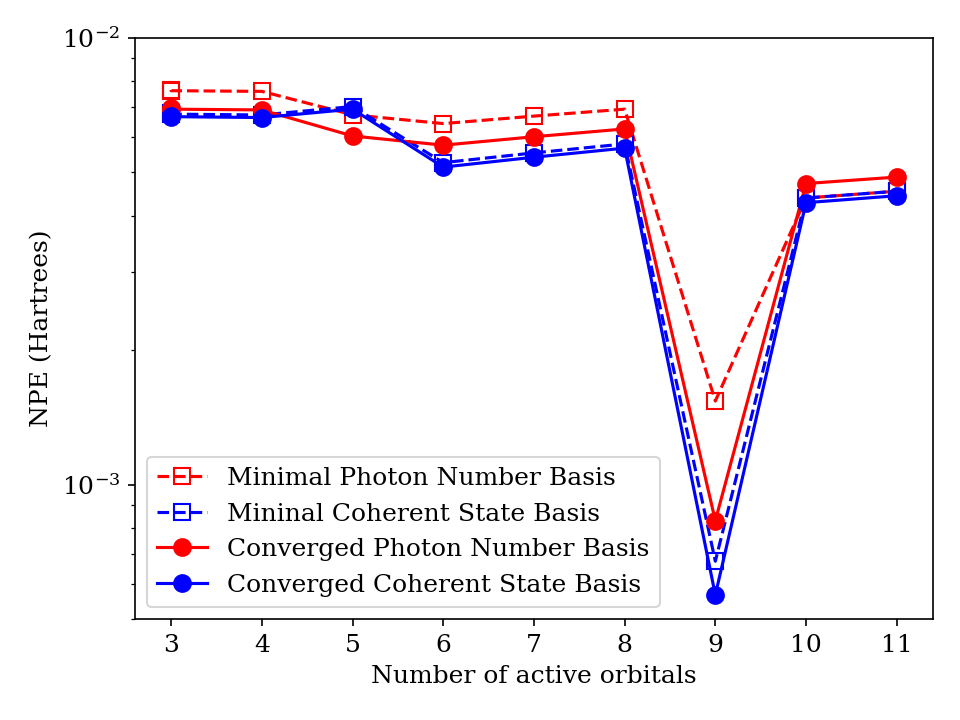 10⁻²
10⁻³
NPE (Hartrees)
Minimal Photon Number Basis
Mininal Coherent State Basis
Converged Photon Number Basis
Converged Coherent State Basis
3 4 5 6 7 8 9 10 11
Number of active orbitals